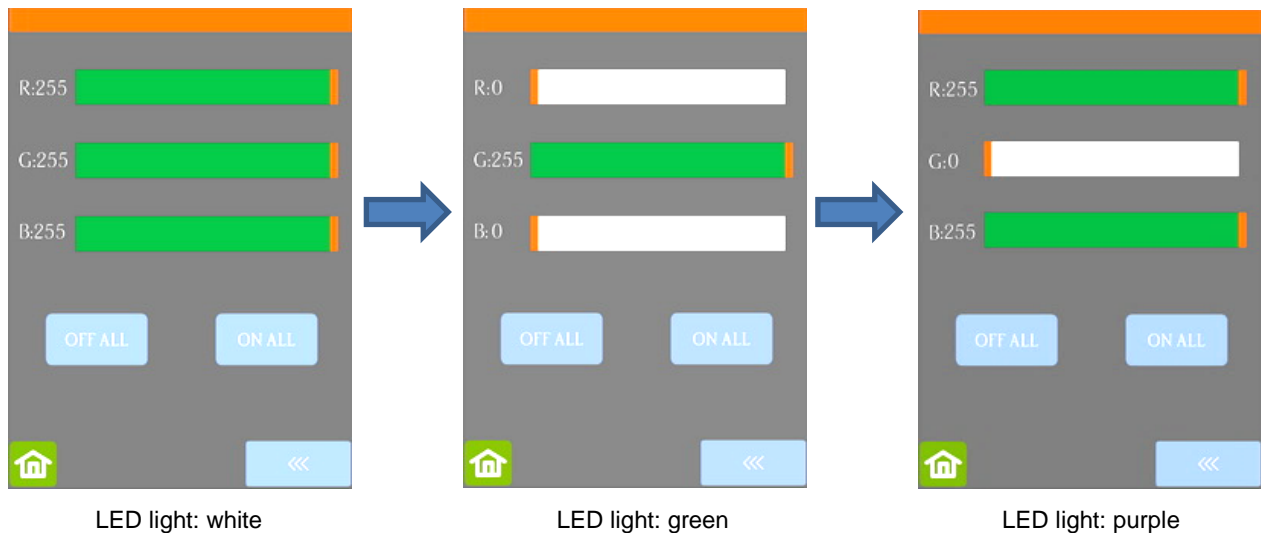 R:255
G:255
B:255
OFF ALL
ON ALL
<<<
LED light: white
R:0
G:255
B:0
OFF ALL
ON ALL
<<<
LED light: green
R:255
G:0
B:255
OFF ALL
ON ALL
<<<
LED light: purple